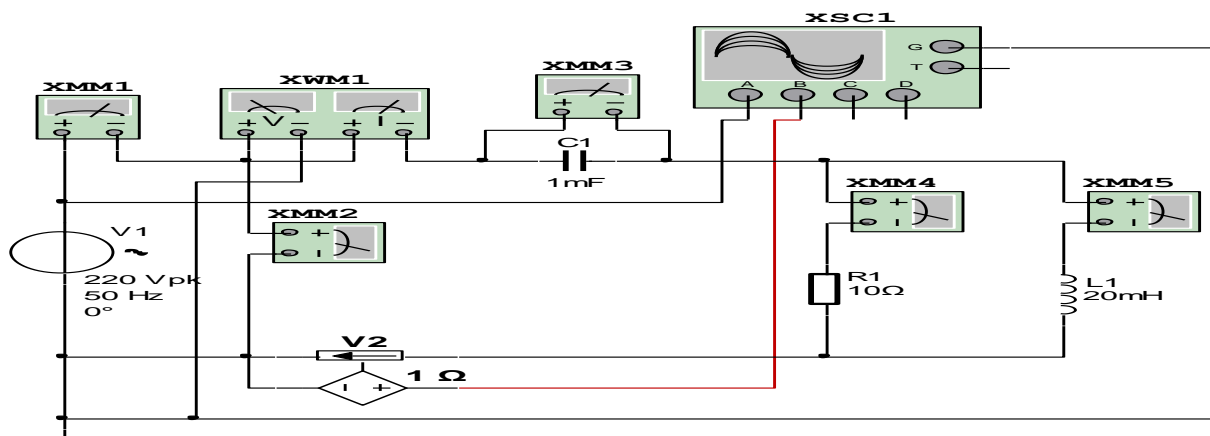 XSC1
G
T
A B C D
XMM1
XWM1
XMM3
+ −
+ V − + I −
+ −
C1
1mF
XMM4
XMM5
+
+
XMM2
+
V1
~
220 Vpk
50 Hz
0°
R1
10Ω
L1
20mH
V2
1 Ω
− +